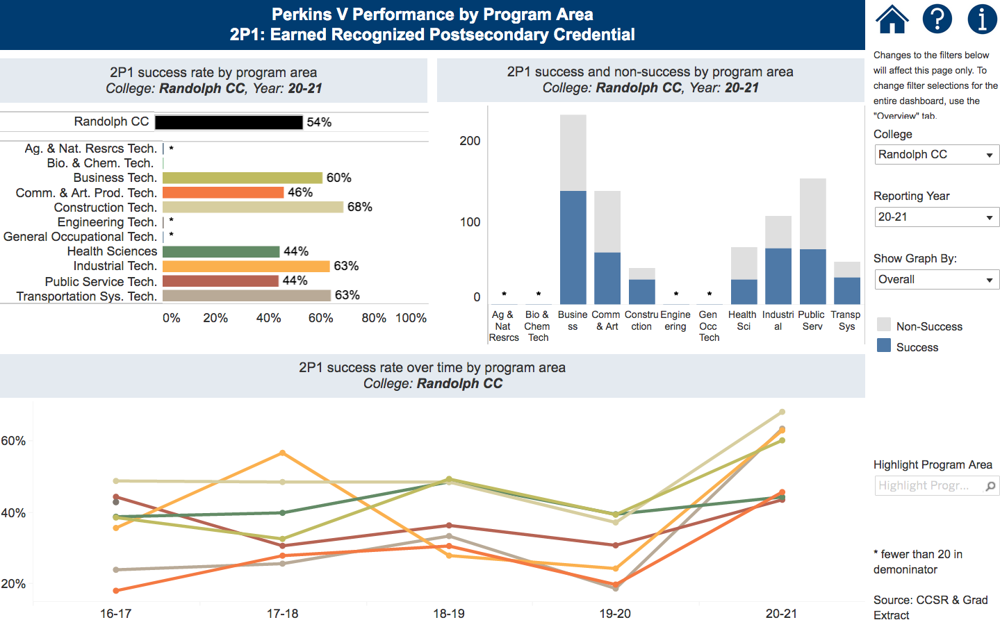 Perkins V Performance by Program Area
2P1: Earned Recognized Postsecondary Credential
Changes to the filters below
will affect this page only. To
change filter selections for the
entire dashboard, use the
"Overview" tab.
2P1 success rate by program area
College: Randolph CC, Year: 20-21
Randolph CC
54%
Ag. & Nat. Resrcs Tech.
*
Bio. & Chem. Tech.
Business Tech.
60%
Comm. & Art. Prod. Tech.
46%
Construction Tech.
68%
Engineering Tech.
*
General Occupational Tech.
*
Health Sciences
44%
Industrial Tech.
63%
Public Service Tech.
44%
Transportation Sys. Tech.
63%
0% 20% 40% 60% 80% 100%
2P1 success and non-success by program area
College: Randolph CC, Year: 20-21
200
100
0
* * * *
Ag &
Nat
Resrcs
Bio &
Chem
Tech
Busine
ss
Comm
& Art
Constru
ction
Engine
ering
Gen
Occ
Tech
Health
Sci
Industri
al
Public
Serv
Transp
Sys
College
Randolph CC
Reporting Year
20-21
Show Graph By:
Overall
Non-Success
Success
2P1 success rate over time by program area
College: Randolph CC
60%
40%
20%
16-17 17-18 18-19 19-20 20-21
Highlight Program Area
Highlight Progr...
* fewer than 20 in
demoninator
Source: CCSR & Grad
Extract